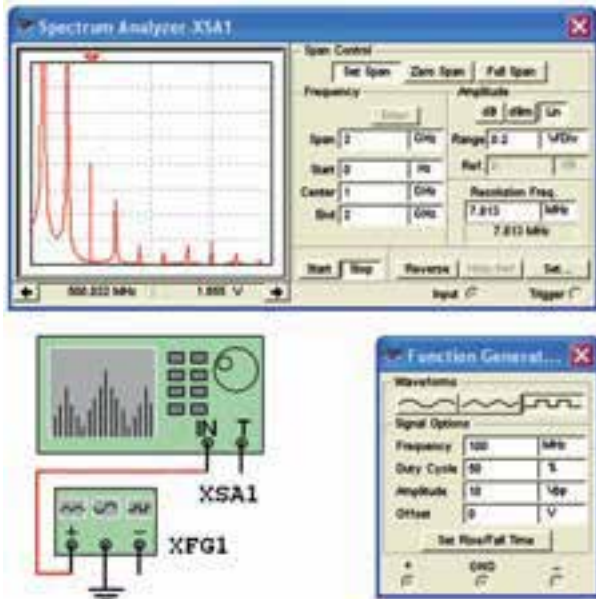 Spectrum Analyzer-XSA1
Span Control
Set Span Zero Span Full Span
Frequency
Amplitude
Enter
dB dBm Lin
Span 2 GHz
Range 0.2 V/Div
Start 0 Hz
Ref.
Center 1 GHz
Resolution Freq.
End 2 GHz
7.813 MHz
7.813 MHz
Start Stop Reverse Set...
MHz V
Input Trigger
IN T
XSA1
+ −
XFG1
Function Generat...
Waveforms
Signal Options
Frequency 100 MHz
Duty Cycle 50 %
Amplitude 10 Vpp
Offset 0 V
Set Rise/Fall Time
+ GND −